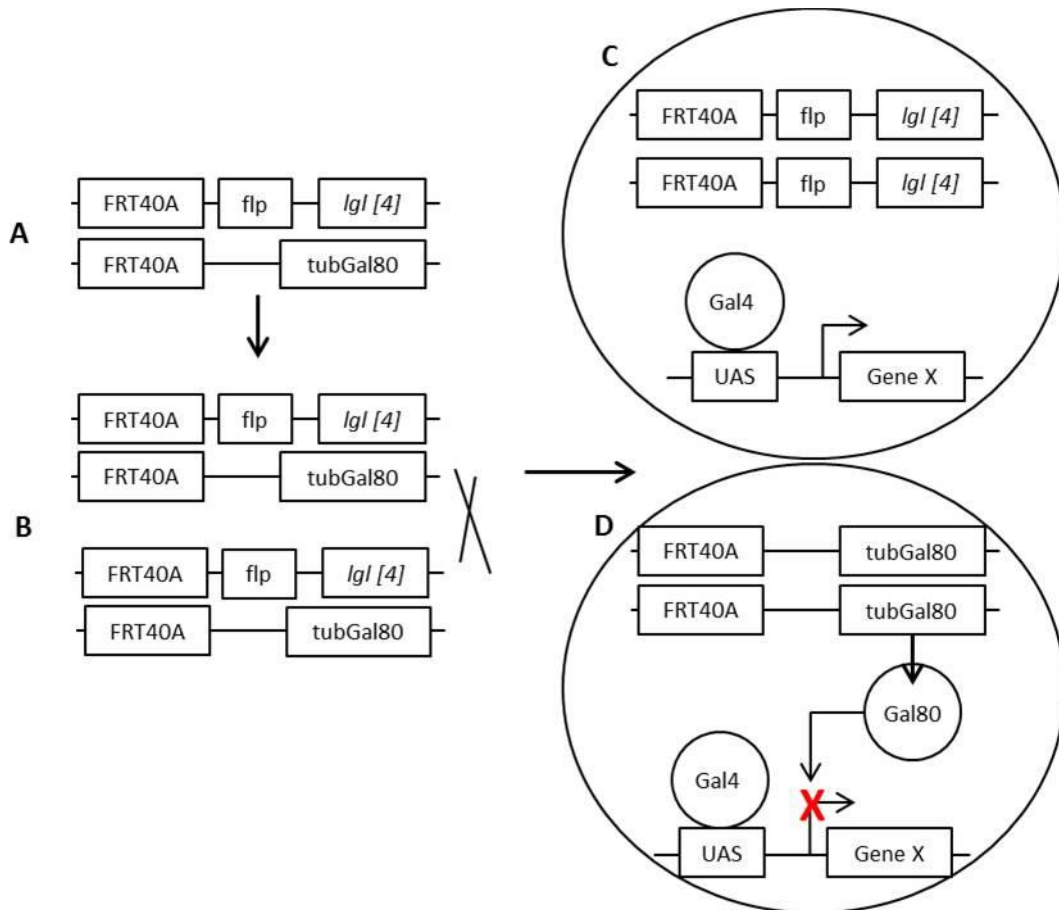 A
FRT40A flp lgl [4]
FRT40A tubGal80
B
FRT40A flp lgl [4]
FRT40A tubGal80
FRT40A flp lgl [4]
FRT40A tubGal80
C
FRT40A flp lgl [4]
FRT40A flp lgl [4]
Gal4
UAS Gene X
D
FRT40A tubGal80
FRT40A tubGal80
Gal80
Gal4
X
UAS Gene X